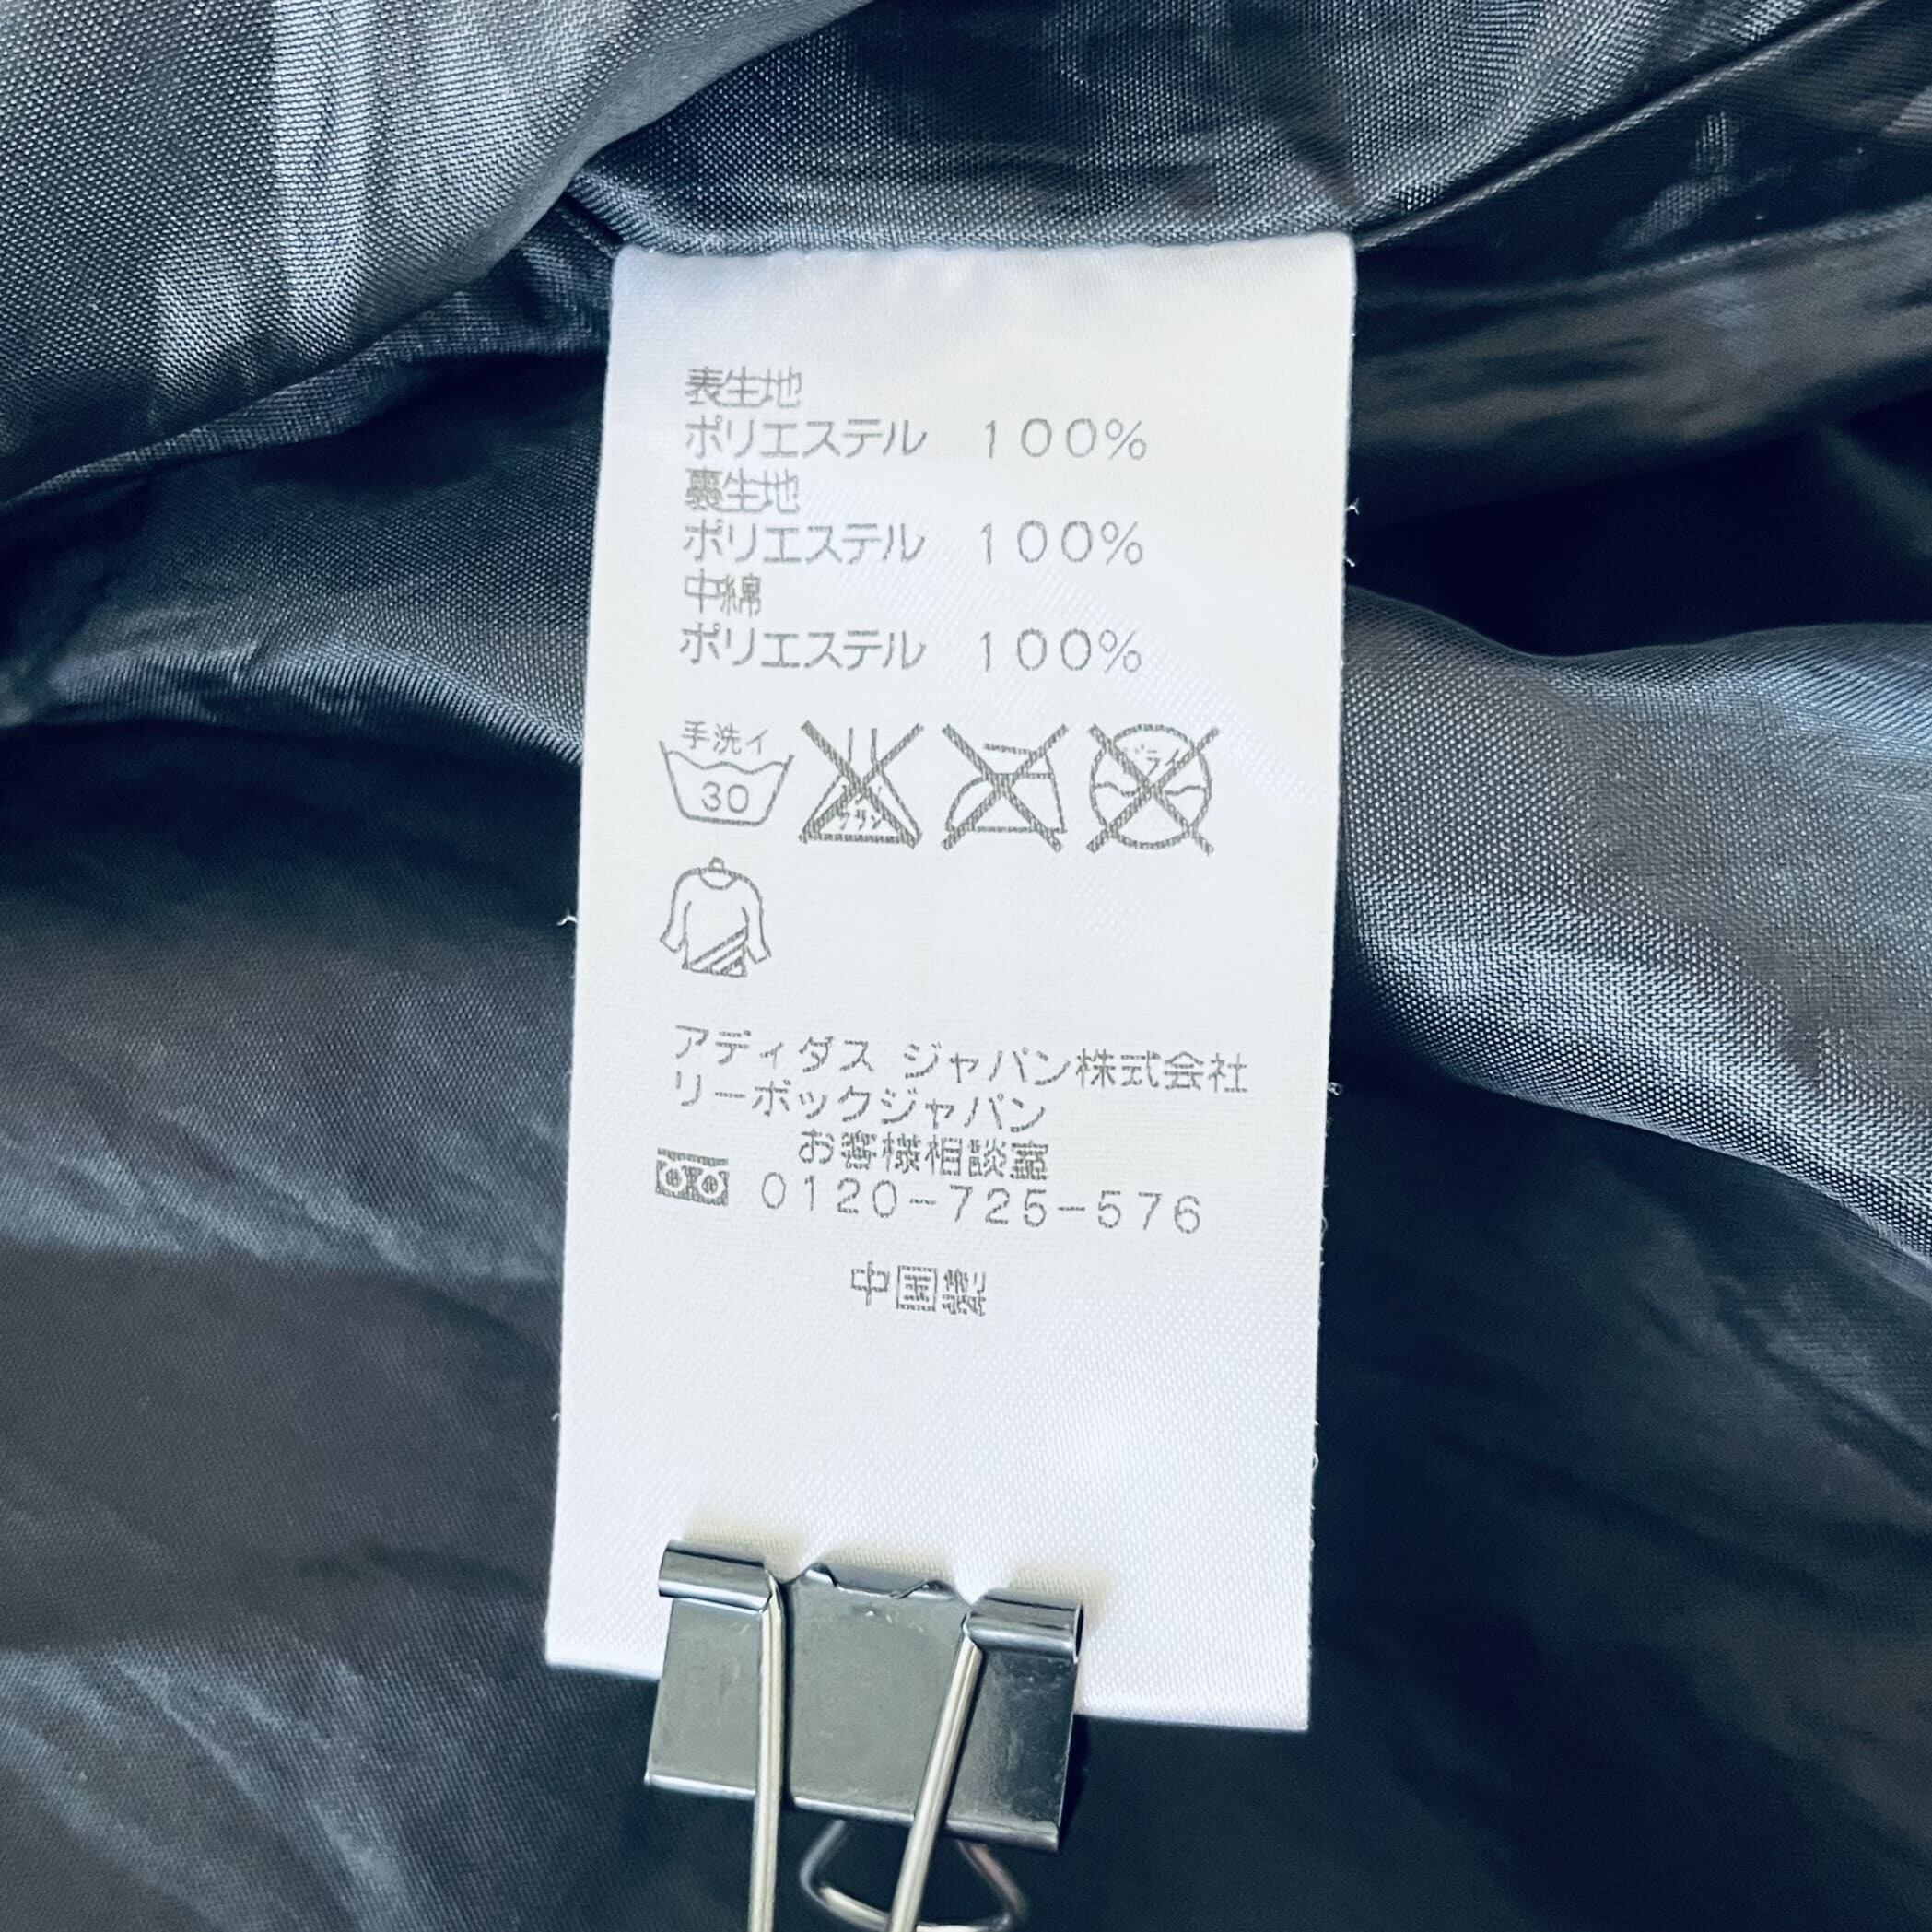 表生地
ポリエステル 100%
裏生地
ポリエステル 100%
中綿
ポリエステル 100%
手洗イ
30
ドライ
アディダス ジャパン株式会社
リーボックジャパン
お客様相談室
0120-725-576
中国製